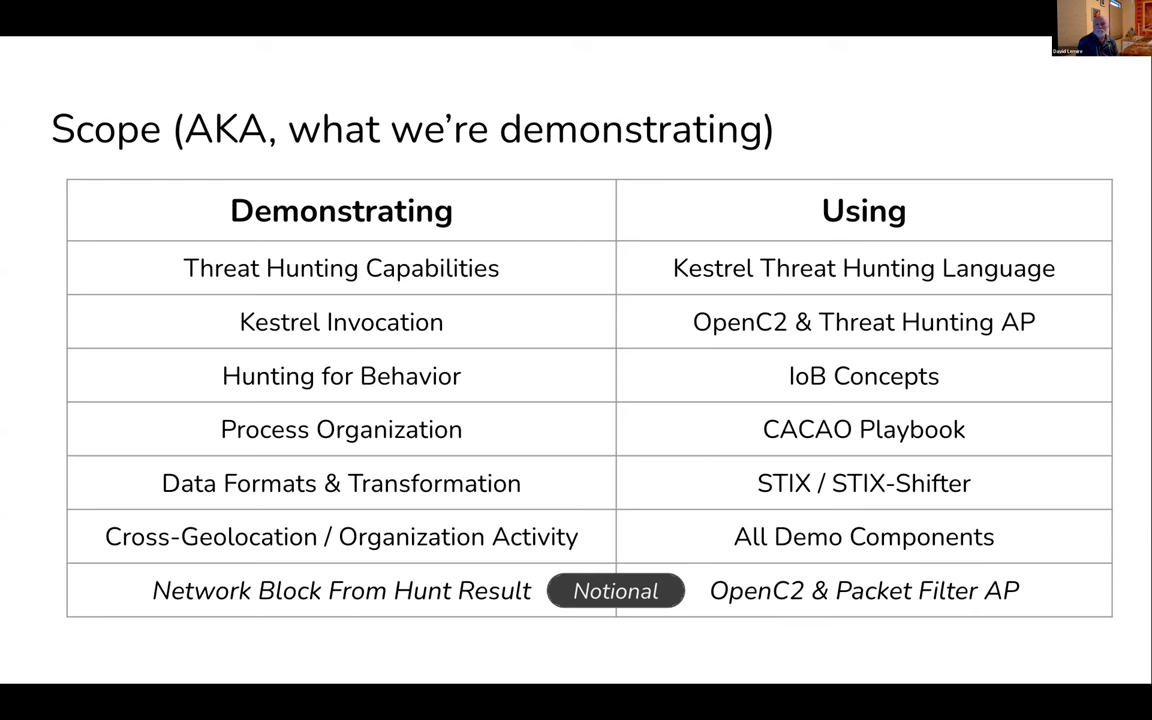 David Lemire
Scope (AKA, what we're demonstrating)
Demonstrating
Using
Threat Hunting Capabilities
Kestrel Threat Hunting Language
Kestrel Invocation
OpenC2 & Threat Hunting AP
Hunting for Behavior
IoB Concepts
Process Organization
CACAO Playbook
Data Formats & Transformation
STIX / STIX-Shifter
Cross-Geolocation / Organization Activity
All Demo Components
Network Block From Hunt Result
Notional
OpenC2 & Packet Filter AP